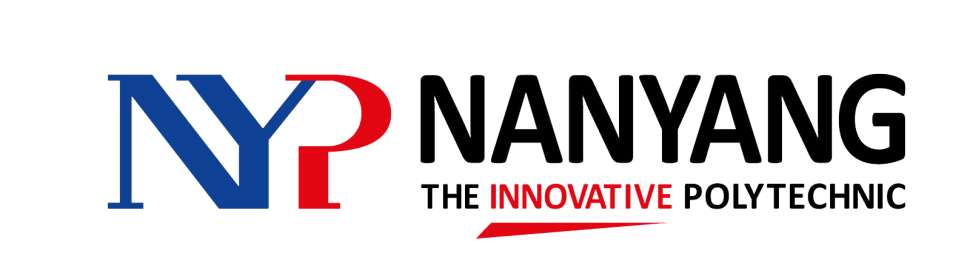 NYP NANYANG
THE INNOVATIVE POLYTECHNIC